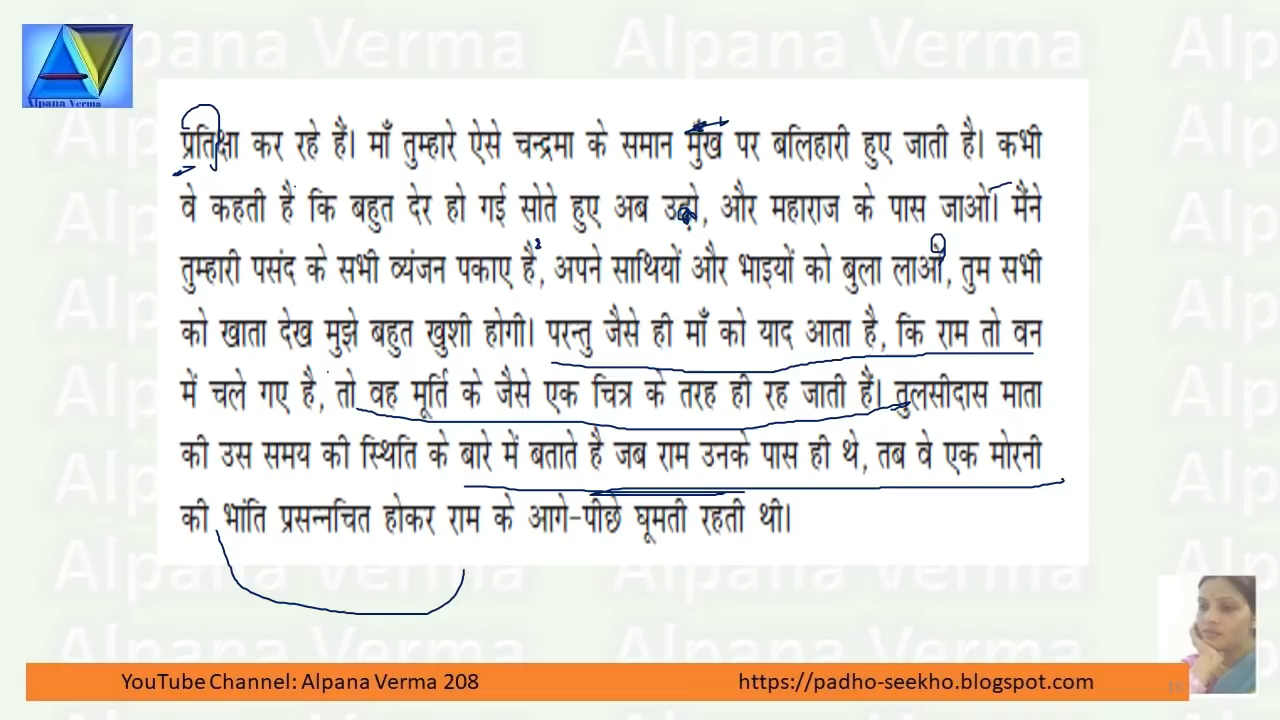 Alpana Verma
प्रतिक्षा कर रहे हैं। माँ तुम्हारे ऐसे चन्द्रमा के समान मुँख पर बलिहारी हुए जाती है। कभी
वे कहती है कि बहुत देर हो गई सोते हुए अब उठो, और महाराज के पास जाओ। मैंने
तुम्हारी पसंद के सभी व्यंजन पकाए है, अपने साथियों और भाइयों को बुला लाओ, तुम सभी
को खाता देख मुझे बहुत खुशी होगी। परन्तु जैसे ही माँ को याद आता है, कि राम तो वन
में चले गए है, तो वह मूर्ति के जैसे एक चित्र के तरह ही रह जाती हैं। तुलसीदास माता
की उस समय की स्थिति के बारे में बताते है जब राम उनके पास ही थे, तब वे एक मोरनी
की भांति प्रसन्नचित होकर राम के आगे-पीछे घूमती रहती थी।
YouTube Channel: Alpana Verma 208 https://padho-seekho.blogspot.com